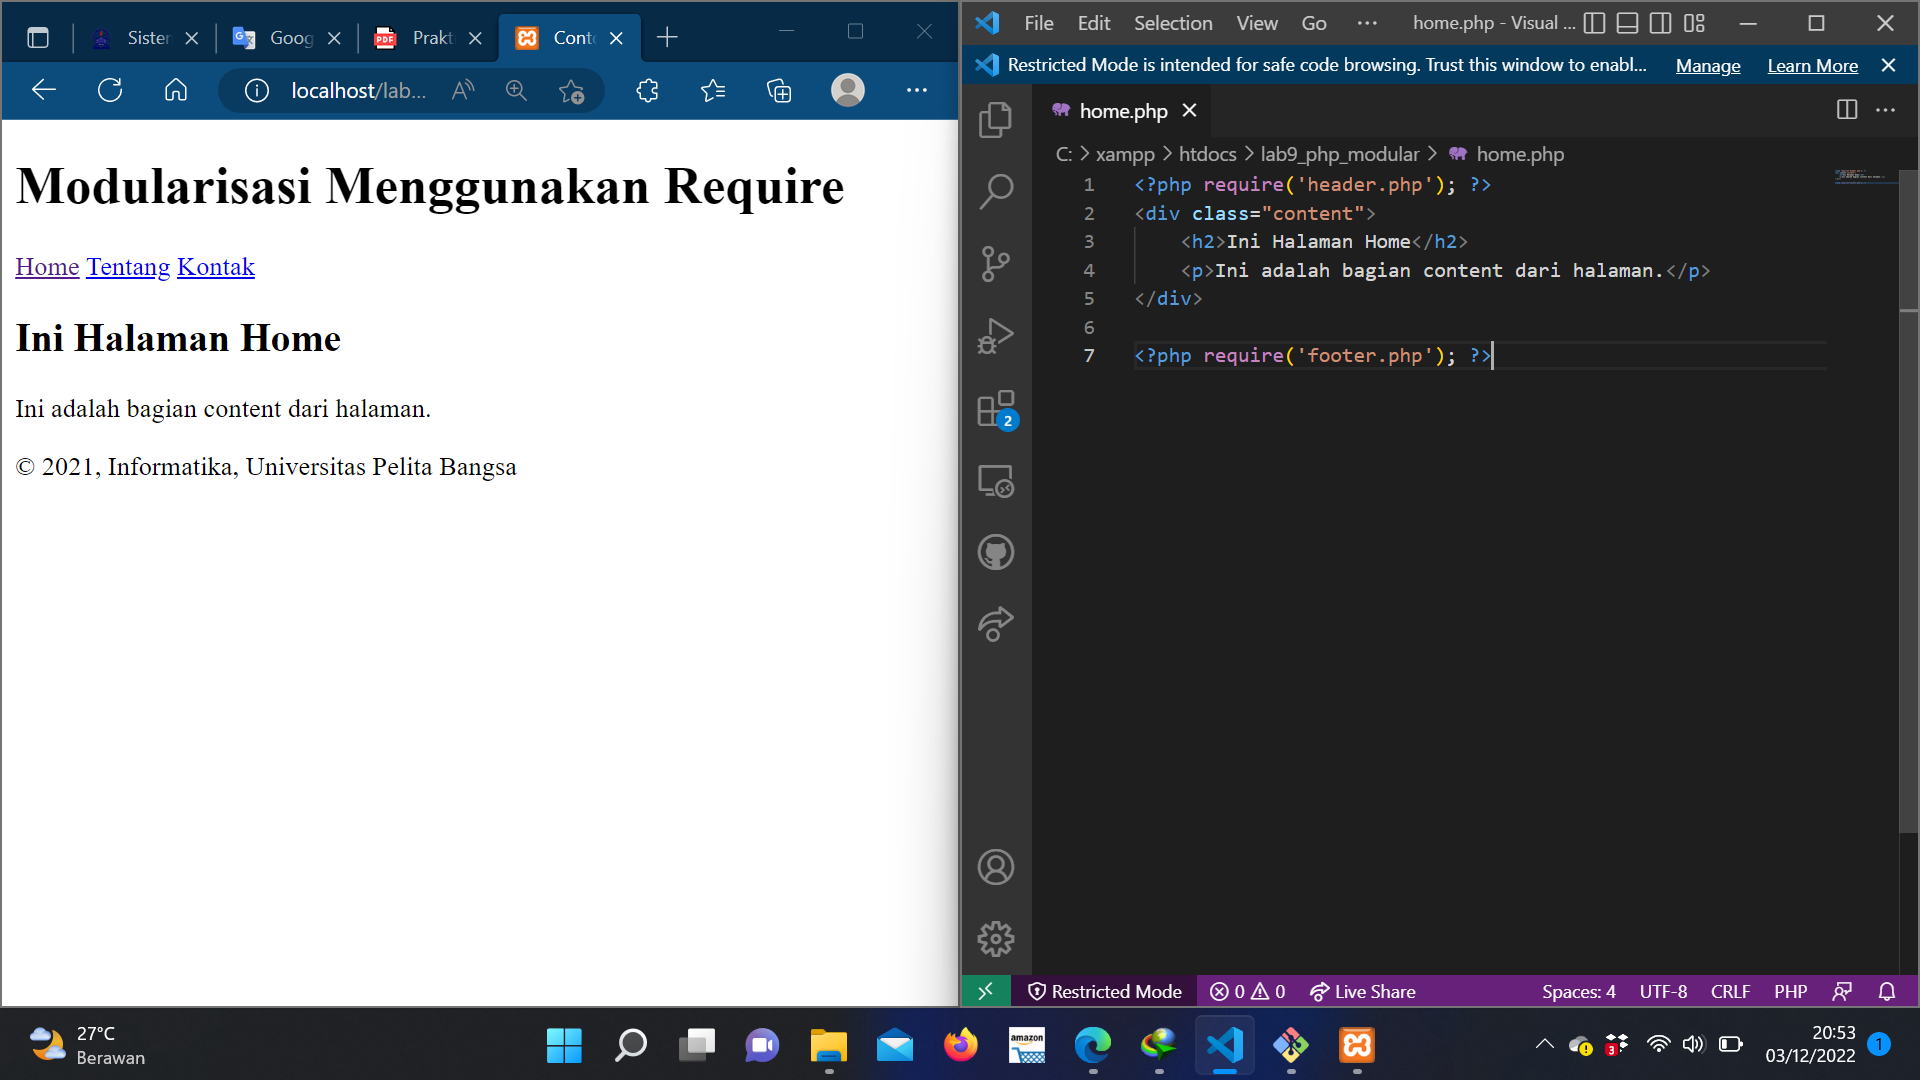 Sister
Goog
Prakt
Cont
localhost/lab...
Modularisasi Menggunakan Require
Home Tentang Kontak
Ini Halaman Home
Ini adalah bagian content dari halaman.
© 2021, Informatika, Universitas Pelita Bangsa
File Edit Selection View Go ... home.php - Visual ...
Restricted Mode is intended for safe code browsing. Trust this window to enabl... Manage Learn More
home.php
C: > xampp > htdocs > lab9_php_modular > home.php
1 <?php require('header.php'); ?>
2 <div class="content">
3 <h2>Ini Halaman Home</h2>
4 <p>Ini adalah bagian content dari halaman.</p>
5 </div>
6
7 <?php require('footer.php'); ?>
2
Restricted Mode 0 0 Live Share Spaces: 4 UTF-8 CRLF PHP
27°C
Berawan
amazon
3
20:53
03/12/2022
1